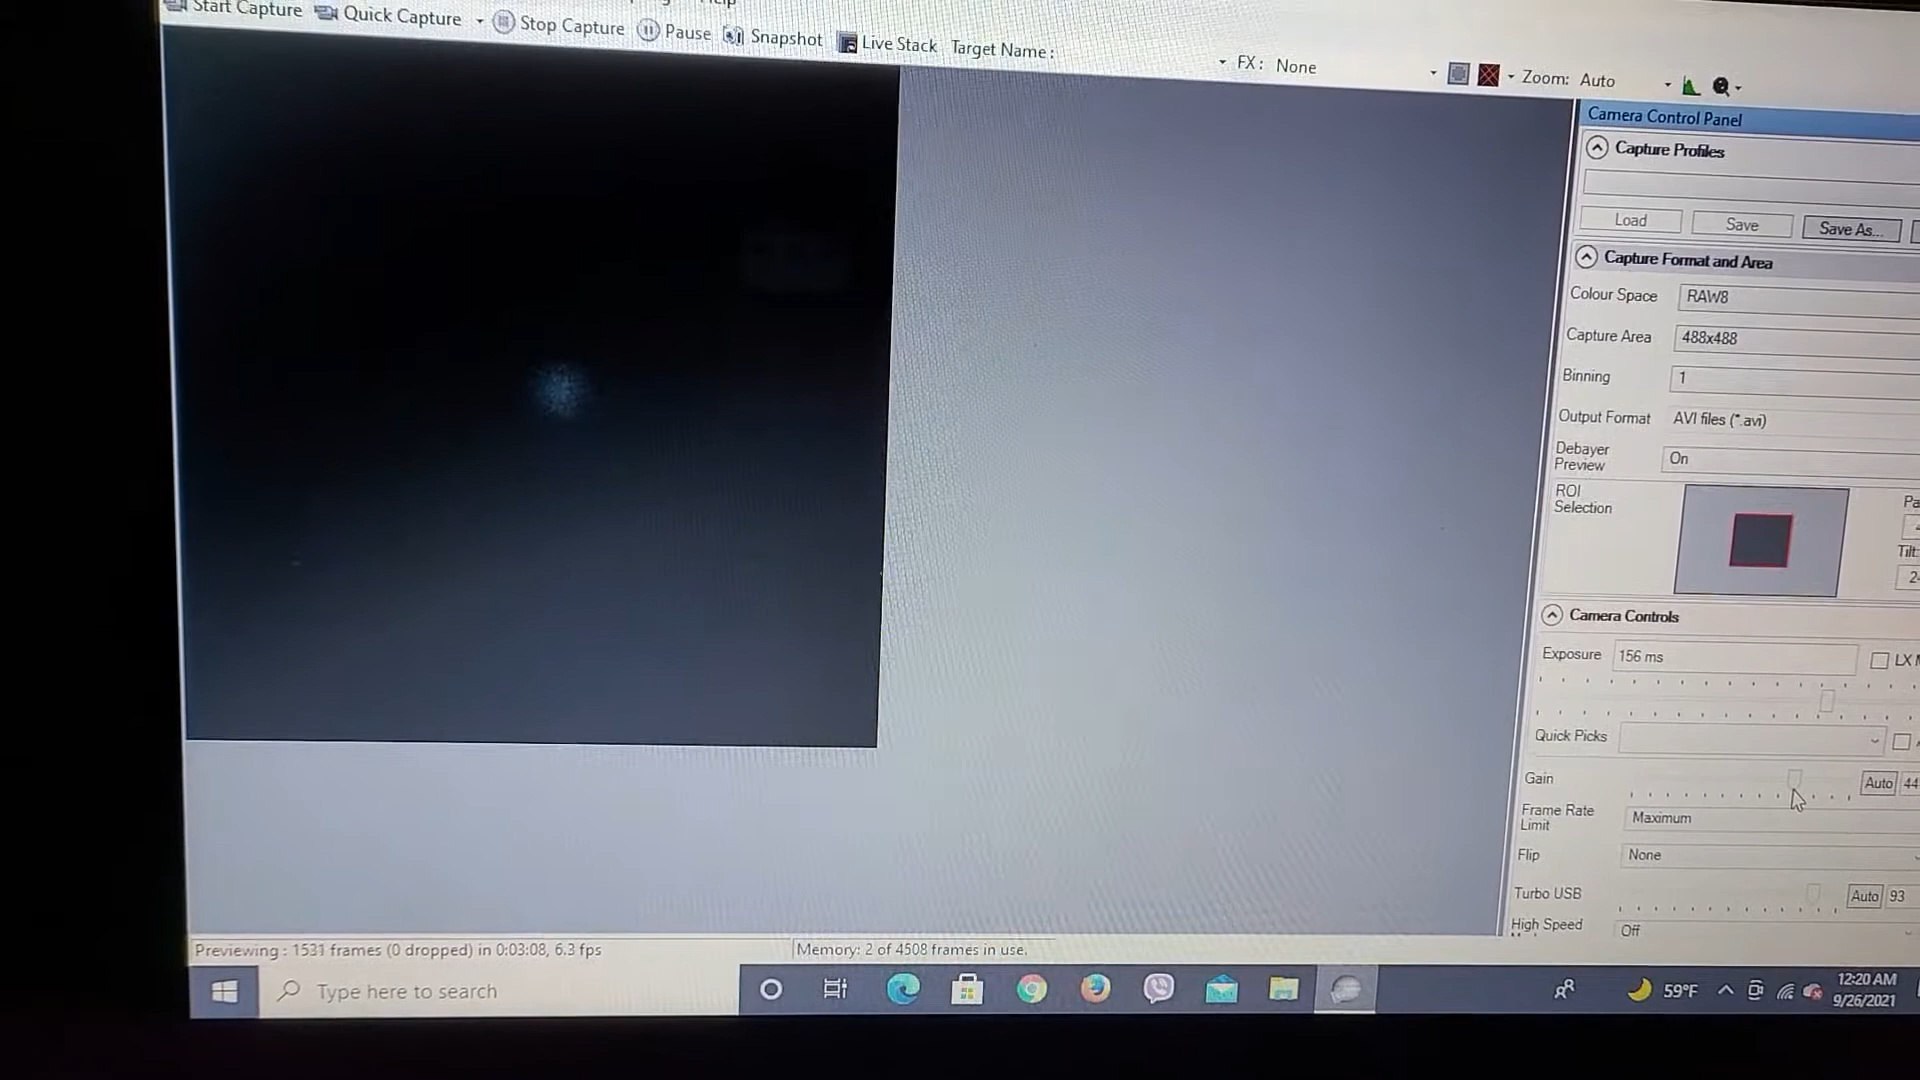 Start Capture Quick Capture Stop Capture Pause Snapshot Live Stack Target Name : FX : None Zoom: Auto
Camera Control Panel
Capture Profiles
Load Save Save As...
Capture Format and Area
Colour Space RAW8
Capture Area 488x488
Binning 1
Output Format AVI files (*.avi)
Debayer
Preview On
ROI
Selection
Camera Controls
Exposure 156 ms
Quick Picks
Gain Auto 44
Frame Rate
Limit Maximum
Flip None
Turbo USB Auto 93
High Speed Off
Previewing : 1531 frames (0 dropped) in 0:03:08, 6.3 fps Memory: 2 of 4508 frames in use.
Type here to search 59°F 12:20 AM
9/26/2021